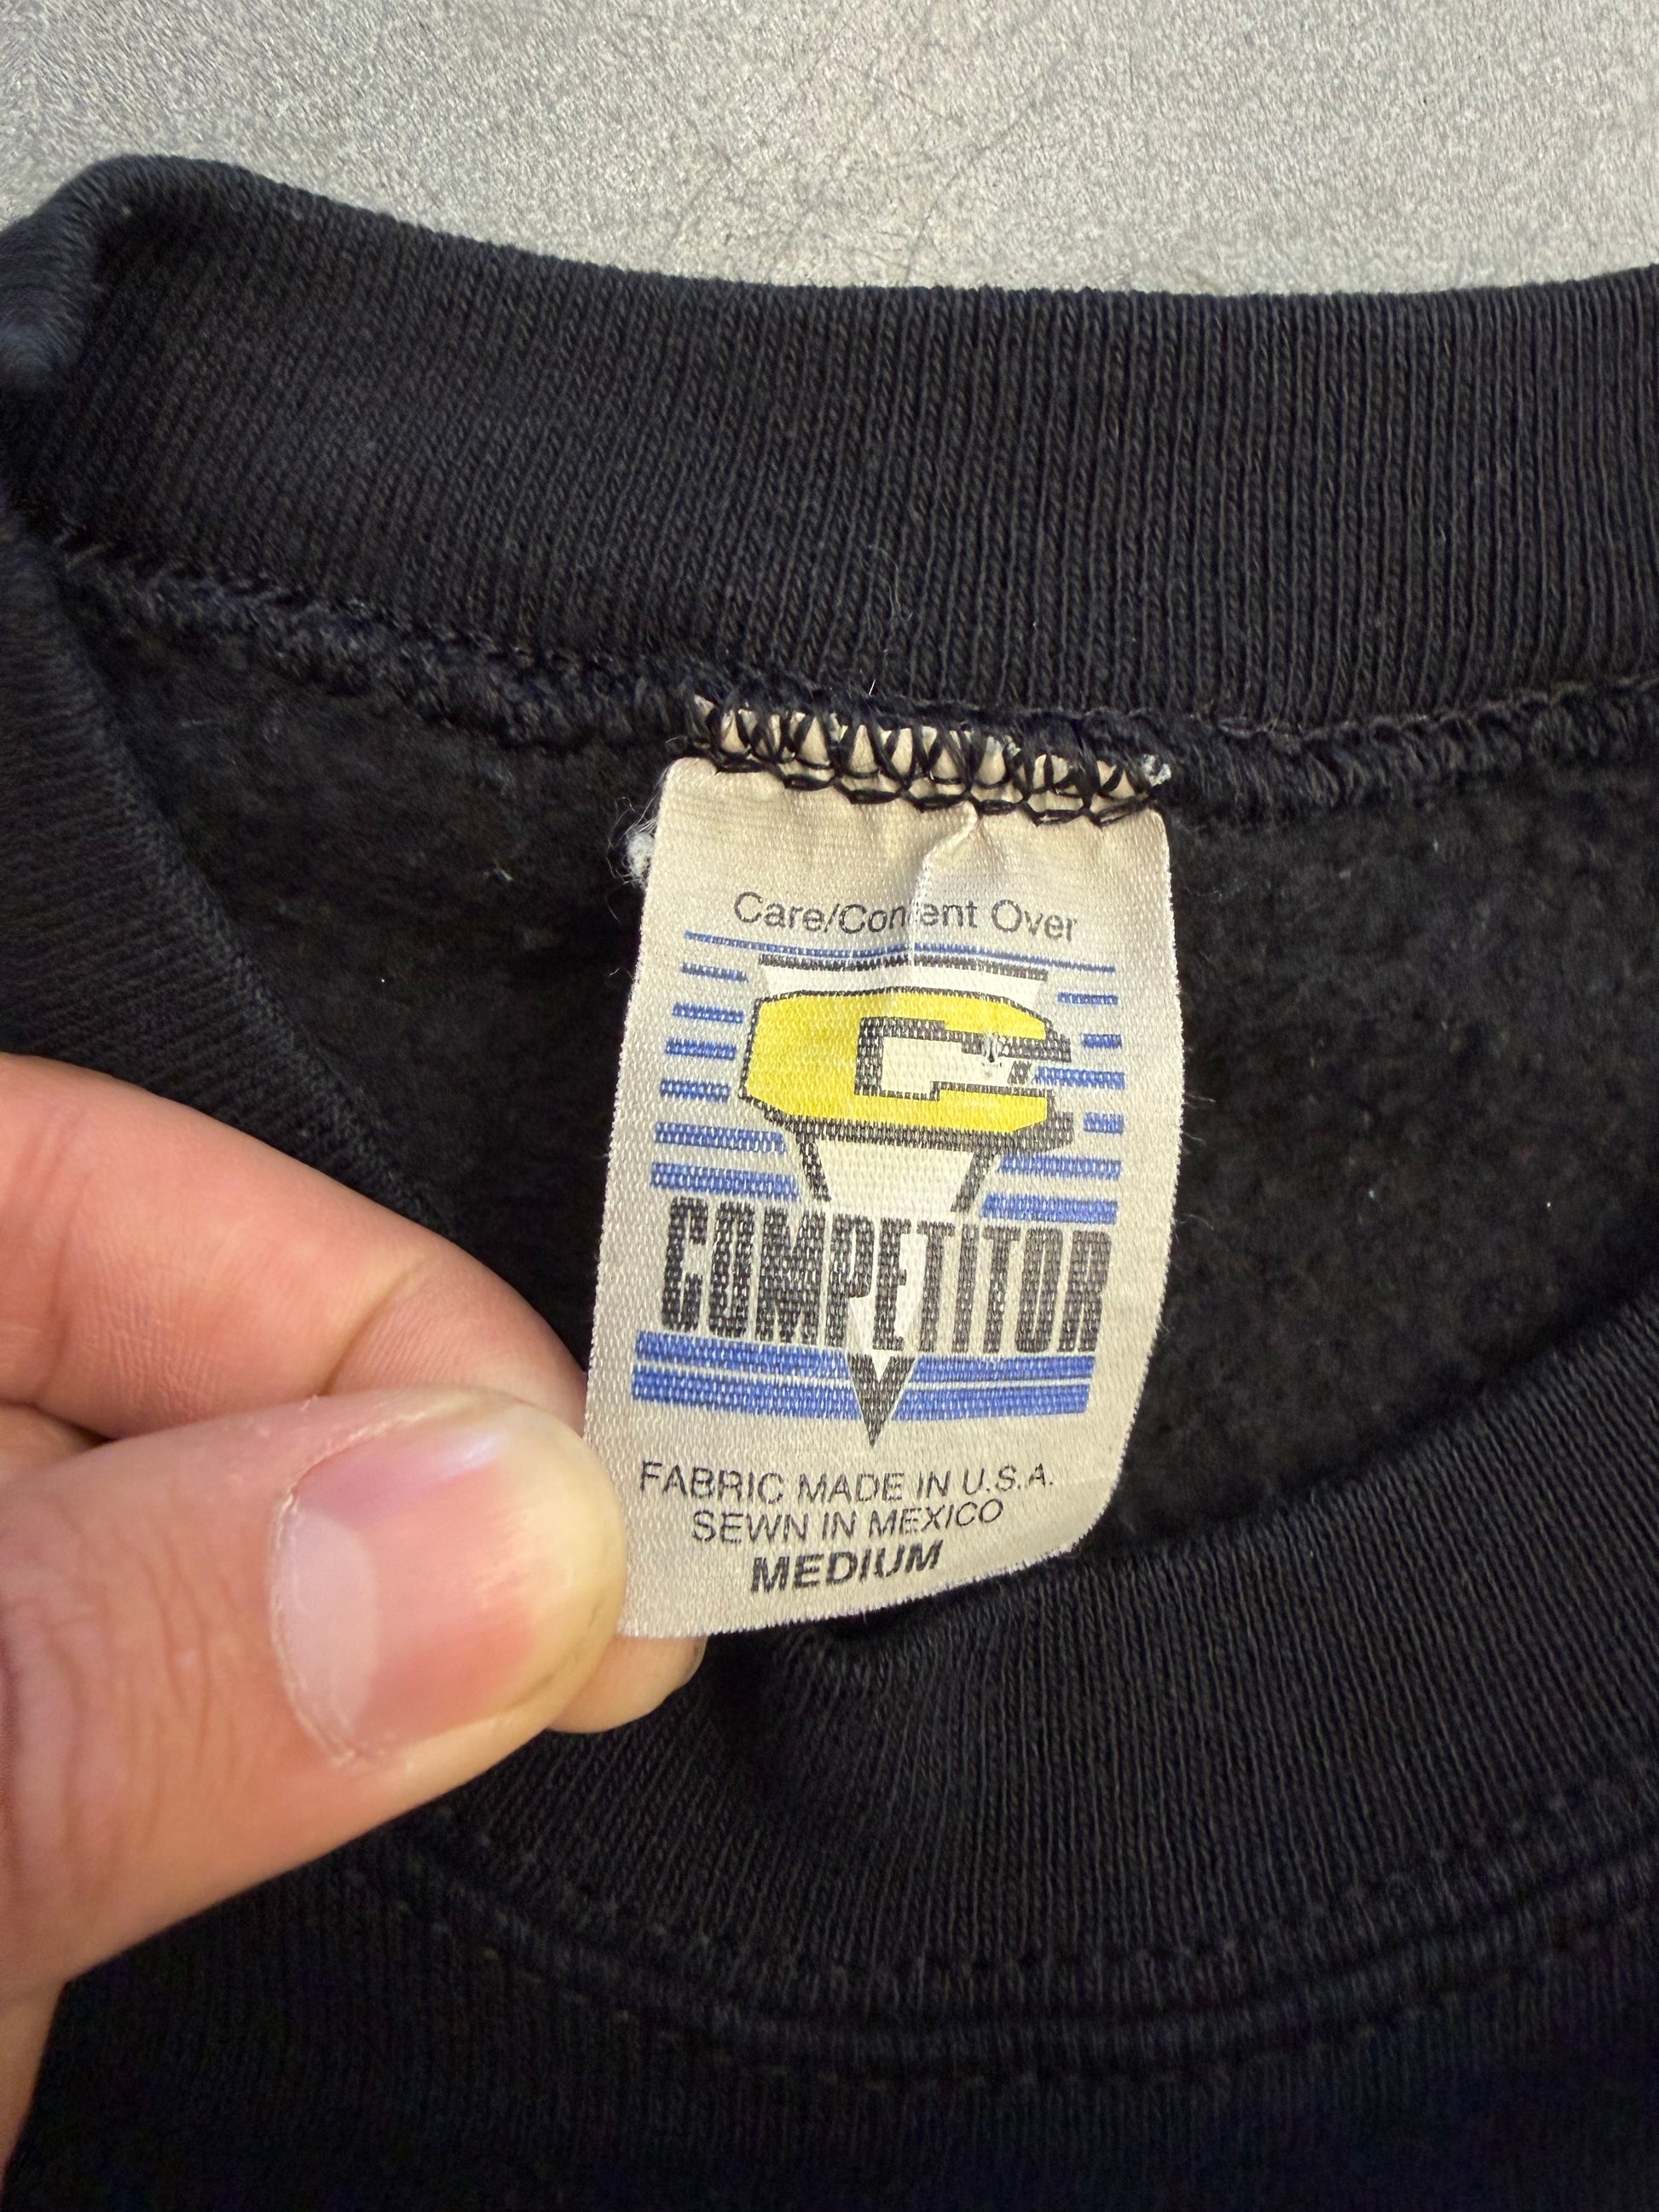 Care/Content Over
C
COMPETITOR
FABRIC MADE IN U.S.A.
SEWN IN MEXICO
MEDIUM